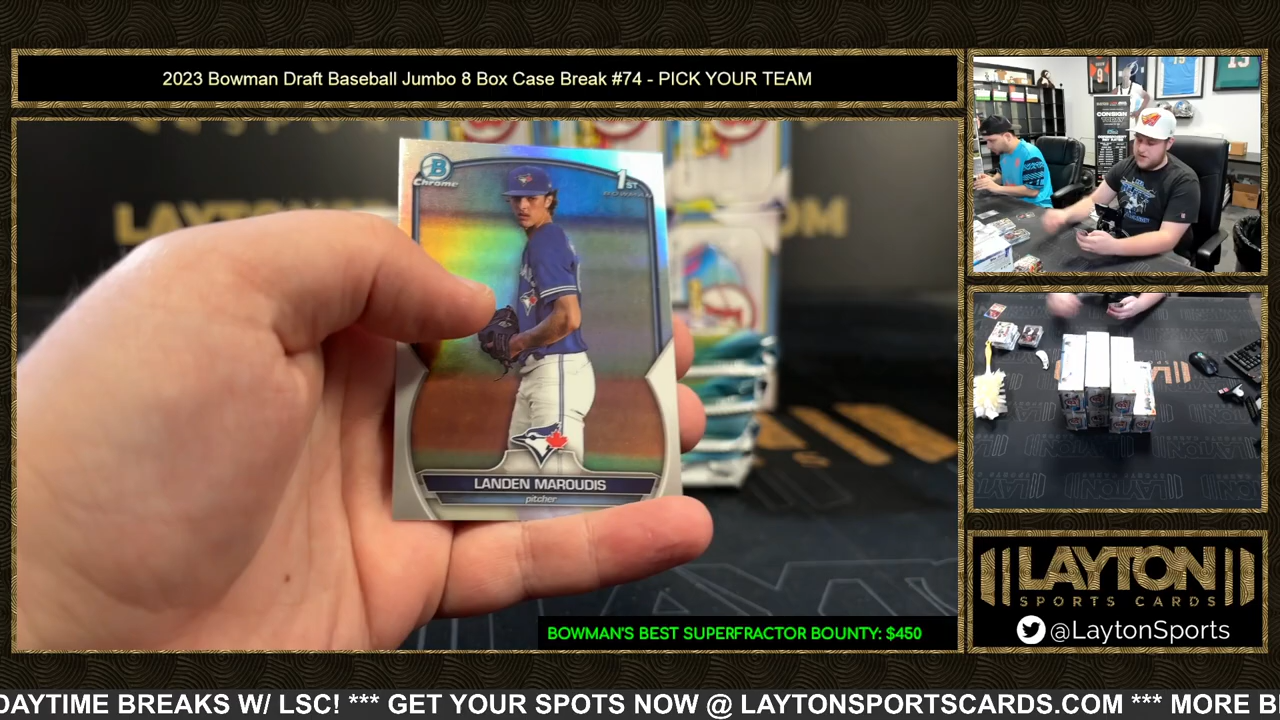 2023 Bowman Draft Baseball Jumbo 8 Box Case Break #74 - PICK YOUR TEAM
B
Chrome
1ST
LANDEN MAROUDIS
pitcher
BOWMAN'S BEST SUPERFRACTOR BOUNTY: $450
CONSIGN
LAYTON
SPORTS CARDS
@LaytonSports
DAYTIME BREAKS W/ LSC! *** GET YOUR SPOTS NOW @ LAYTONSPORTSCARDS.COM *** MORE B